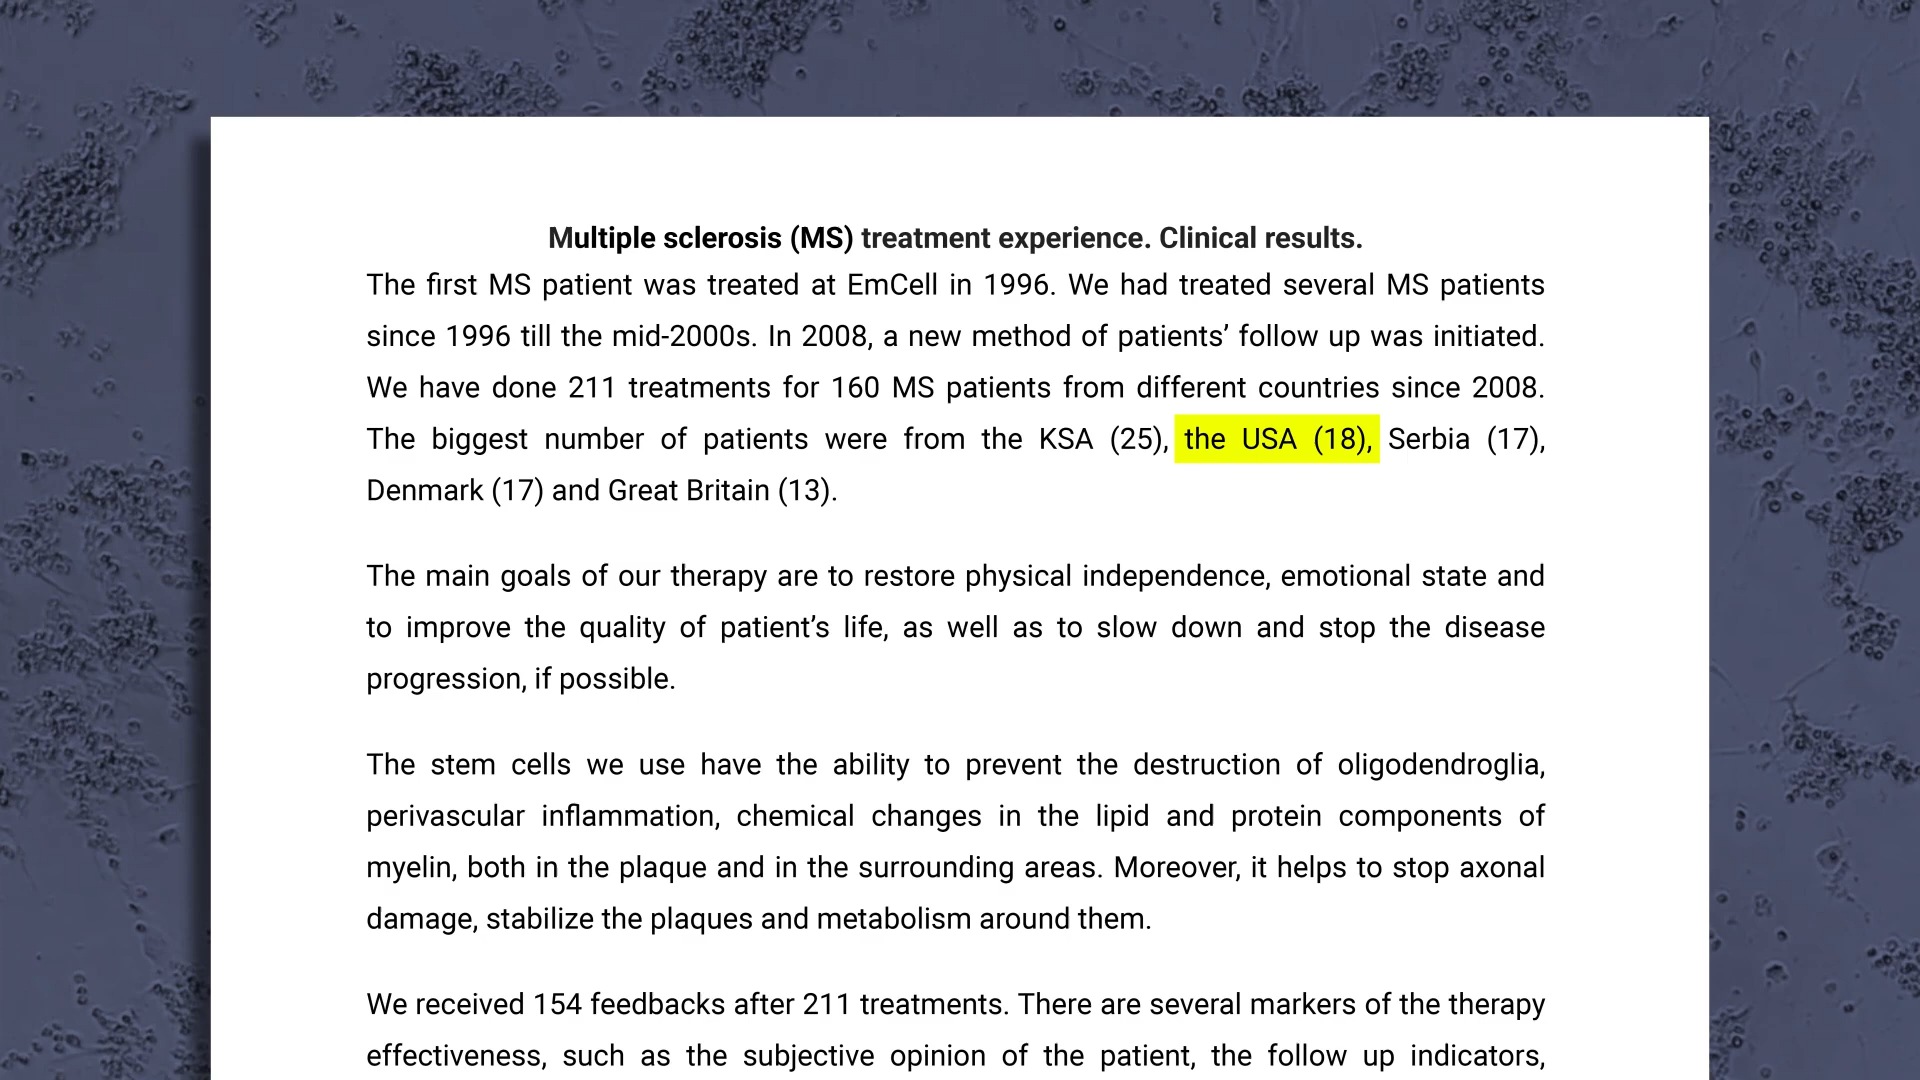 Multiple sclerosis (MS) treatment experience. Clinical results.
The first MS patient was treated at EmCell in 1996. We had treated several MS patients
since 1996 till the mid-2000s. In 2008, a new method of patients’ follow up was initiated.
We have done 211 treatments for 160 MS patients from different countries since 2008.
The biggest number of patients were from the KSA (25), the USA (18), Serbia (17),
Denmark (17) and Great Britain (13).
The main goals of our therapy are to restore physical independence, emotional state and
to improve the quality of patient’s life, as well as to slow down and stop the disease
progression, if possible.
The stem cells we use have the ability to prevent the destruction of oligodendroglia,
perivascular inflammation, chemical changes in the lipid and protein components of
myelin, both in the plaque and in the surrounding areas. Moreover, it helps to stop axonal
damage, stabilize the plaques and metabolism around them.
We received 154 feedbacks after 211 treatments. There are several markers of the therapy
effectiveness, such as the subjective opinion of the patient, the follow up indicators,